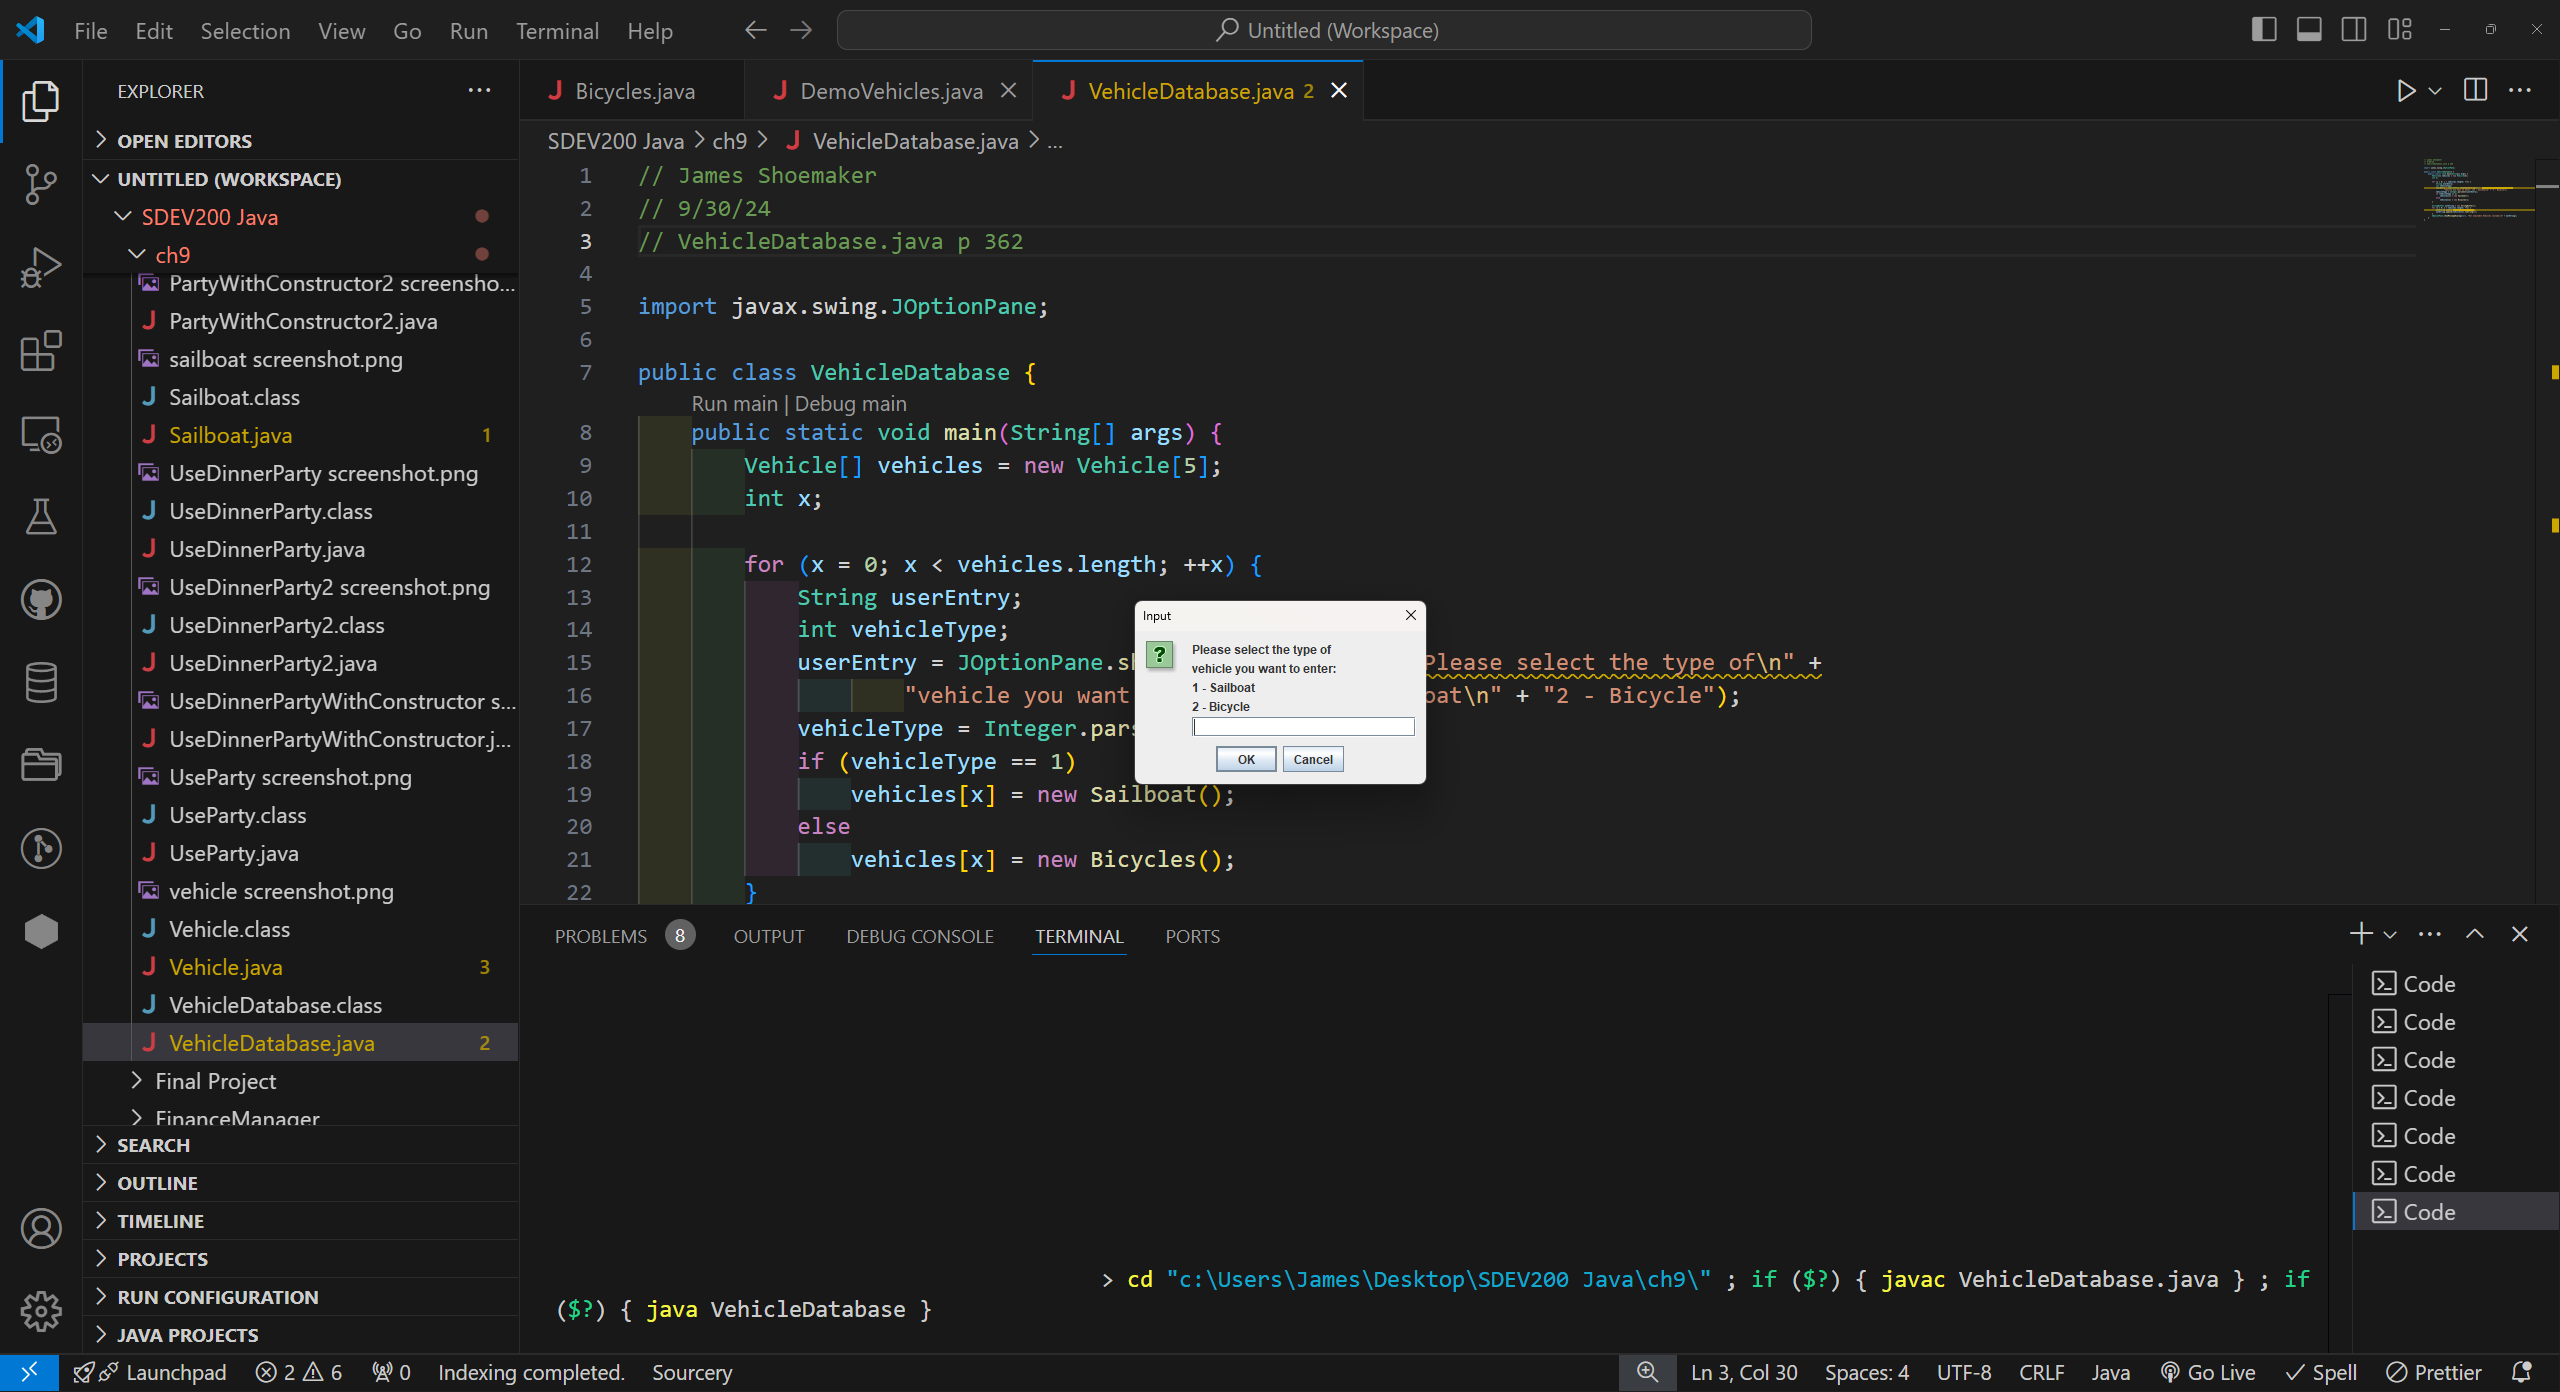 File Edit Selection View Go Run Terminal Help
Untitled (Workspace)
EXPLORER
OPEN EDITORS
UNTITLED (WORKSPACE)
SDEV200 Java
ch9
PartyWithConstructor2 screensho...
PartyWithConstructor2.java
sailboat screenshot.png
Sailboat.class
Sailboat.java 1
UseDinnerParty screenshot.png
UseDinnerParty.class
UseDinnerParty.java
UseDinnerParty2 screenshot.png
UseDinnerParty2.class
UseDinnerParty2.java
UseDinnerPartyWithConstructor s...
UseDinnerPartyWithConstructor.j...
UseParty screenshot.png
UseParty.class
UseParty.java
vehicle screenshot.png
Vehicle.class
Vehicle.java 3
VehicleDatabase.class
VehicleDatabase.java 2
Final Project
FinanceManager
SEARCH
OUTLINE
TIMELINE
PROJECTS
RUN CONFIGURATION
JAVA PROJECTS
Bicycles.java DemoVehicles.java VehicleDatabase.java 2
SDEV200 Java > ch9 > VehicleDatabase.java > ...
1 // James Shoemaker
2 // 9/30/24
3 // VehicleDatabase.java p 362
4
5 import javax.swing.JOptionPane;
6
7 public class VehicleDatabase {
Run main | Debug main
8 public static void main(String[] args) {
9 Vehicle[] vehicles = new Vehicle[5];
10 int x;
11
12 for (x = 0; x < vehicles.length; ++x) {
13 String userEntry;
14 int vehicleType;
15 userEntry = JOptionPane.s Please select the type of\n" +
16 "vehicle you want oat\n" + "2 - Bicycle");
17 vehicleType = Integer.pars
18 if (vehicleType == 1)
19 vehicles[x] = new Sailboat();
20 else
21 vehicles[x] = new Bicycles();
22 }
Input
Please select the type of
vehicle you want to enter:
1 - Sailboat
2 - Bicycle
OK Cancel
PROBLEMS 8 OUTPUT DEBUG CONSOLE TERMINAL PORTS
> cd "c:\Users\James\Desktop\SDEV200 Java\ch9\" ; if ($?) { javac VehicleDatabase.java } ; if
($?) { java VehicleDatabase }
Code
Code
Code
Code
Code
Code
Code
Launchpad 2 6 0 Indexing completed. Sourcery Ln 3, Col 30 Spaces: 4 UTF-8 CRLF Java Go Live Spell Prettier